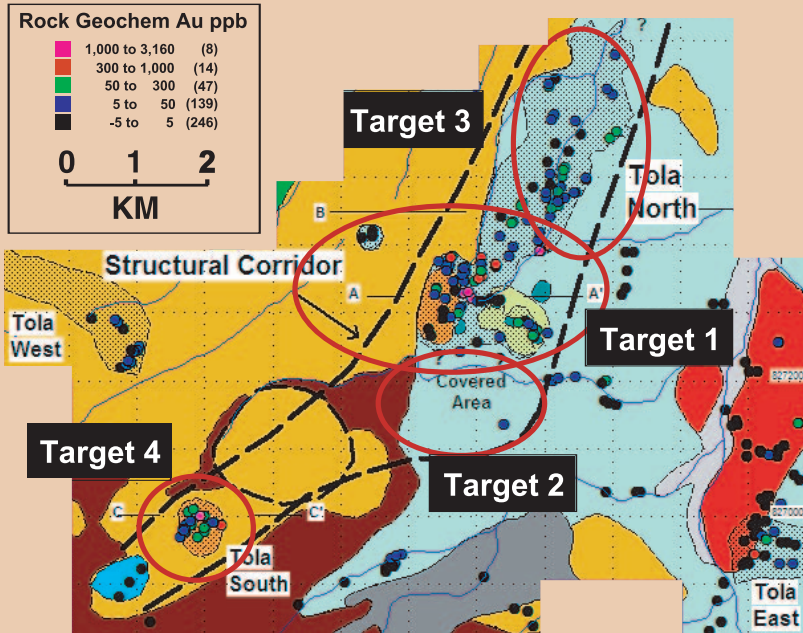 Rock Geochem Au ppb
1,000 to 3,160 (8)
300 to 1,000 (14)
50 to 300 (47)
5 to 50 (139)
-5 to 5 (246)
0 1 2
KM
?
Target 3
Tola
North
B
Structural Corridor
A
A'
Tola
West
Target 1
? ?
Covered
Area
827200
Target 4
Target 2
C
C'
827000
Tola
South
Tola
East